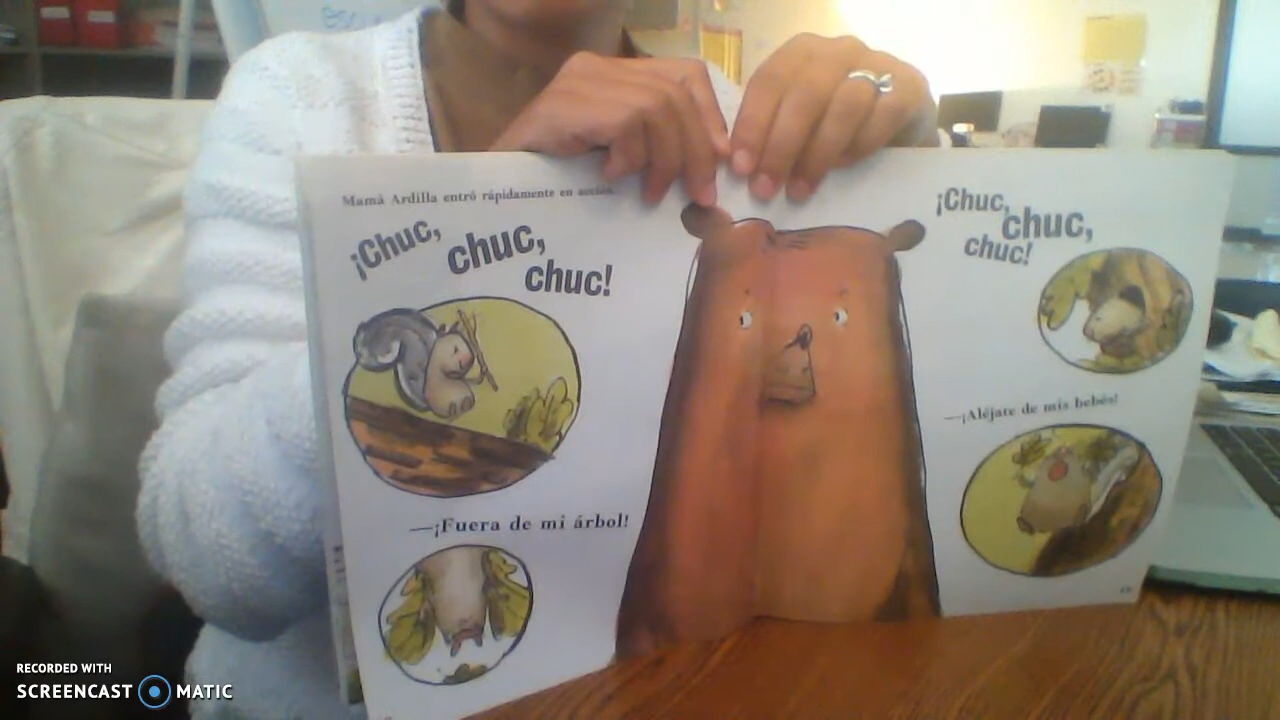 Mamá Ardilla entró rápidamente en acción.
¡Chuc,
chuc,
chuc!
—¡Fuera de mi árbol!
¡Chuc,
chuc,
chuc!
—¡Aléjate de mis bebés!
RECORDED WITH
SCREENCAST MATIC